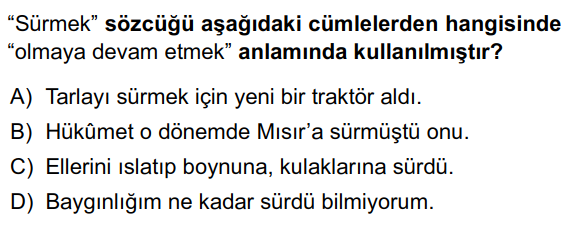 “Sürmek” sözcüğü aşağıdaki cümlelerden hangisinde
“olmaya devam etmek” anlamında kullanılmıştır?
A) Tarlayı sürmek için yeni bir traktör aldı.
B) Hükûmet o dönemde Mısır’a sürmüştü onu.
C) Ellerini ıslatıp boynuna, kulaklarına sürdü.
D) Baygınlığım ne kadar sürdü bilmiyorum.